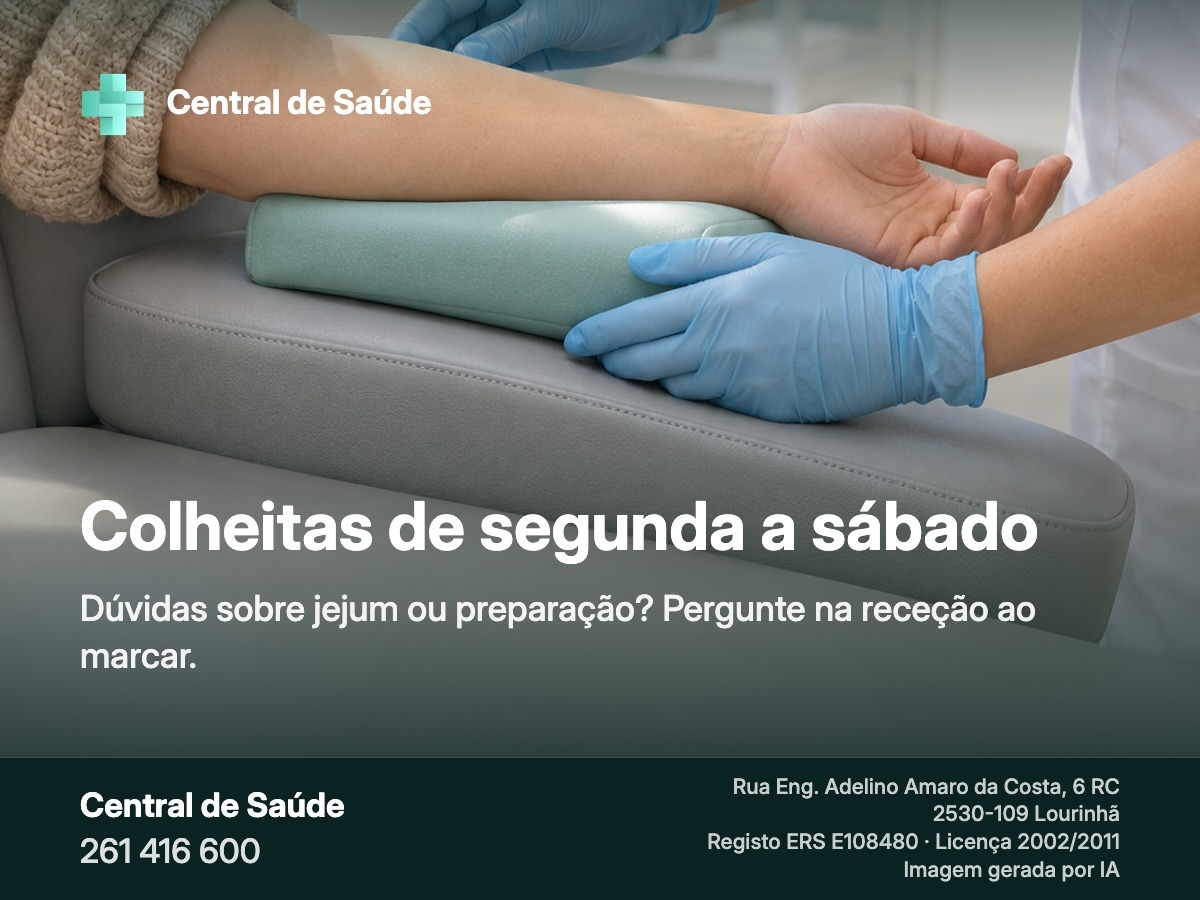 Central de Saúde
Colheitas de segunda a sábado
Dúvidas sobre jejum ou preparação? Pergunte na receção ao
marcar.
Central de Saúde
261 416 600
Rua Eng. Adelino Amaro da Costa, 6 RC
2530-109 Lourinhã
Registo ERS E108480 · Licença 2002/2011
Imagem gerada por IA